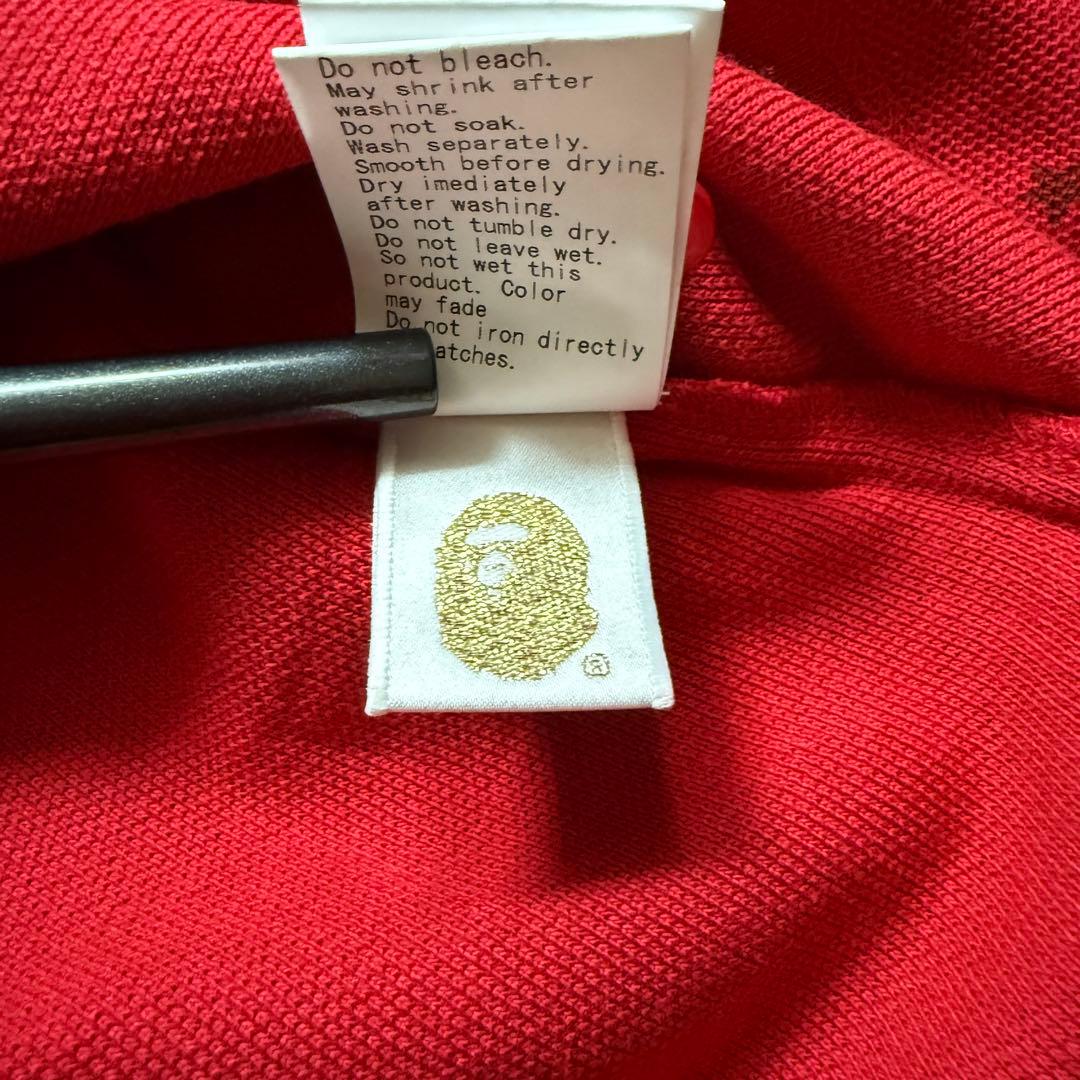 Do not bleach.
May shrink after
washing.
Do not soak.
Wash separately.
Smooth before drying.
Dry imediately
after washing.
Do not tumble dry.
Do not leave wet.
So not wet this
product. Color
may fade
Do not iron directly
atches.
®